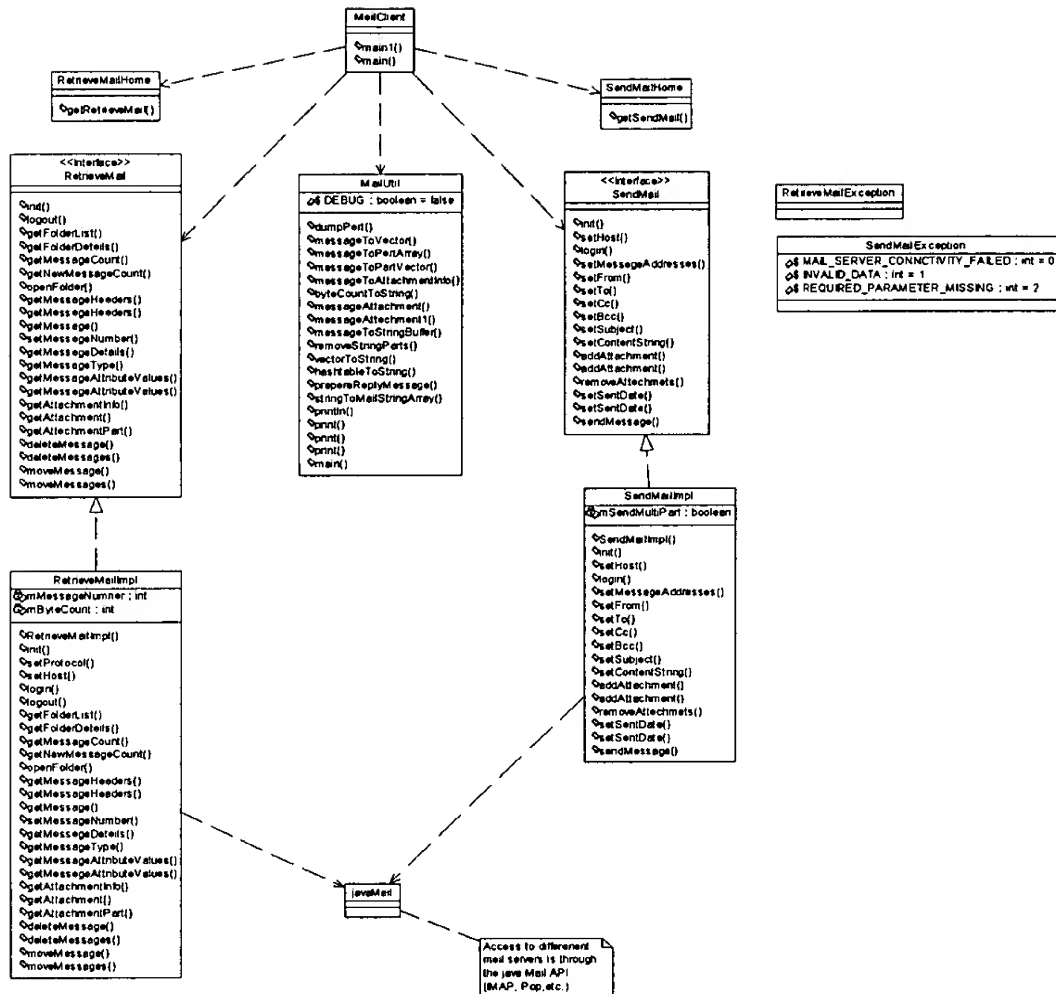 MailClient
main1()
main()
RetrieveMailHome
getRetrieveMail()
SendMailHome
getSendMail()
<<Interface>>
RetrieveMail
init()
logout()
getFolderList()
getFolderDetails()
getMessageCount()
getNewMessageCount()
openFolder()
getMessageHeaders()
getMessageHeaders()
getMessage()
setMessageNumber()
getMessageDetails()
getMessageType()
getMessageAttributeValues()
getMessageAttributeValues()
getAttachmentInfo()
getAttachment()
getAttachmentPart()
deleteMessage()
deleteMessages()
moveMessage()
moveMessages()
MailUtil
$ DEBUG : boolean = false
dumpPart()
messageToVector()
messageToPartArray()
messageToPartVector()
messageToAttachmentInfo()
byteCountToString()
messageAttachment()
messageAttachment1()
messageToStringBuffer()
removeStringParts()
vectorToString()
hashtableToString()
prepareReplyMessage()
stringToMailStringArray()
println()
print()
print()
print()
main()
<<Interface>>
SendMail
init()
setHost()
login()
setMessageAddresses()
setFrom()
setTo()
setCc()
setBcc()
setSubject()
setContentString()
addAttachment()
addAttachment()
removeAttachmets()
setSentDate()
setSentDate()
sendMessage()
RetrieveMailException
SendMailException
$ MAIL_SERVER_CONNCTIVITY_FAILED : int = 0
$ INVALID_DATA : int = 1
$ REQUIRED_PARAMETER_MISSING : int = 2
RetrieveMailImpl
mMessageNumner : int
mByteCount : int
RetrieveMailImpl()
init()
setProtocol()
setHost()
login()
logout()
getFolderList()
getFolderDetails()
getMessageCount()
getNewMessageCount()
openFolder()
getMessageHeaders()
getMessageHeaders()
getMessage()
setMessageNumber()
getMessageDetails()
getMessageType()
getMessageAttributeValues()
getMessageAttributeValues()
getAttachmentInfo()
getAttachment()
getAttachmentPart()
deleteMessage()
deleteMessages()
moveMessage()
moveMessages()
SendMailImpl
mSendMultiPart : boolean
SendMailImpl()
init()
setHost()
login()
setMessageAddresses()
setFrom()
setTo()
setCc()
setBcc()
setSubject()
setContentString()
addAttachment()
addAttachment()
removeAttachmets()
setSentDate()
setSentDate()
sendMessage()
javaMail
Access to differenent
mail servers is through
the java Mail API
(IMAP, Pop,etc.)